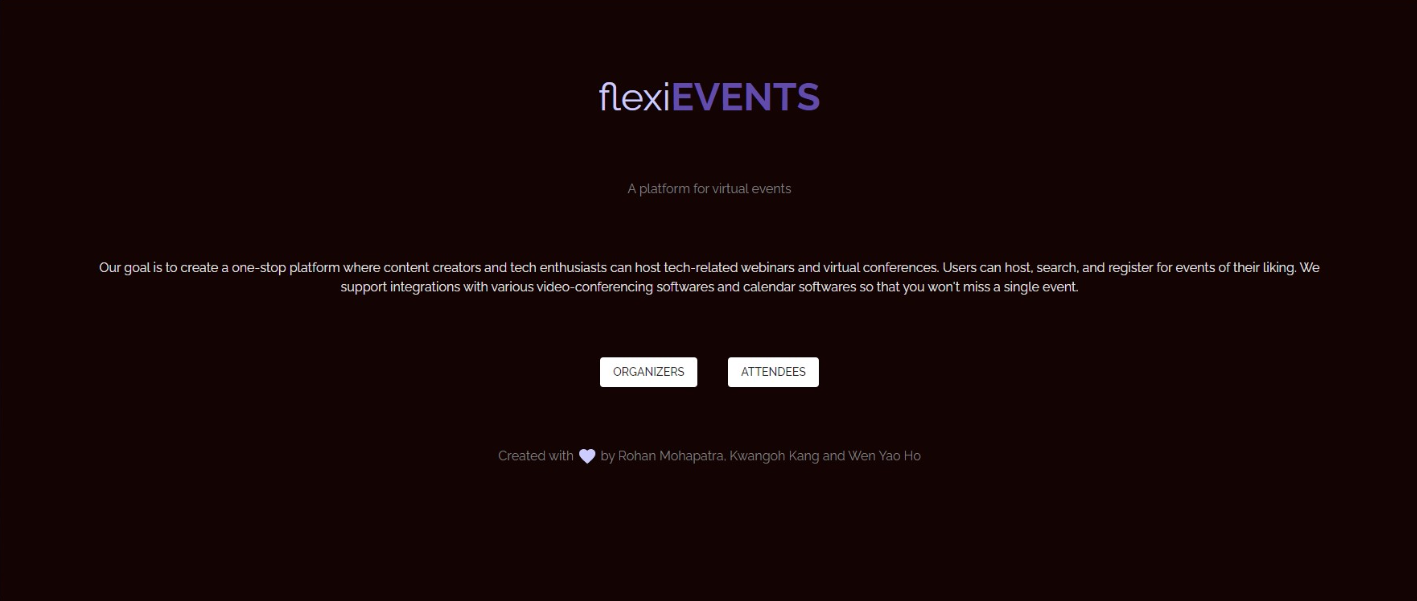 flexiEVENTS
A platform for virtual events
Our goal is to create a one-stop platform where content creators and tech enthusiasts can host tech-related webinars and virtual conferences. Users can host, search, and register for events of their liking. We
support integrations with various video-conferencing softwares and calendar softwares so that you won't miss a single event.
ORGANIZERS ATTENDEES
Created with by Rohan Mohapatra, Kwangoh Kang and Wen Yao Ho